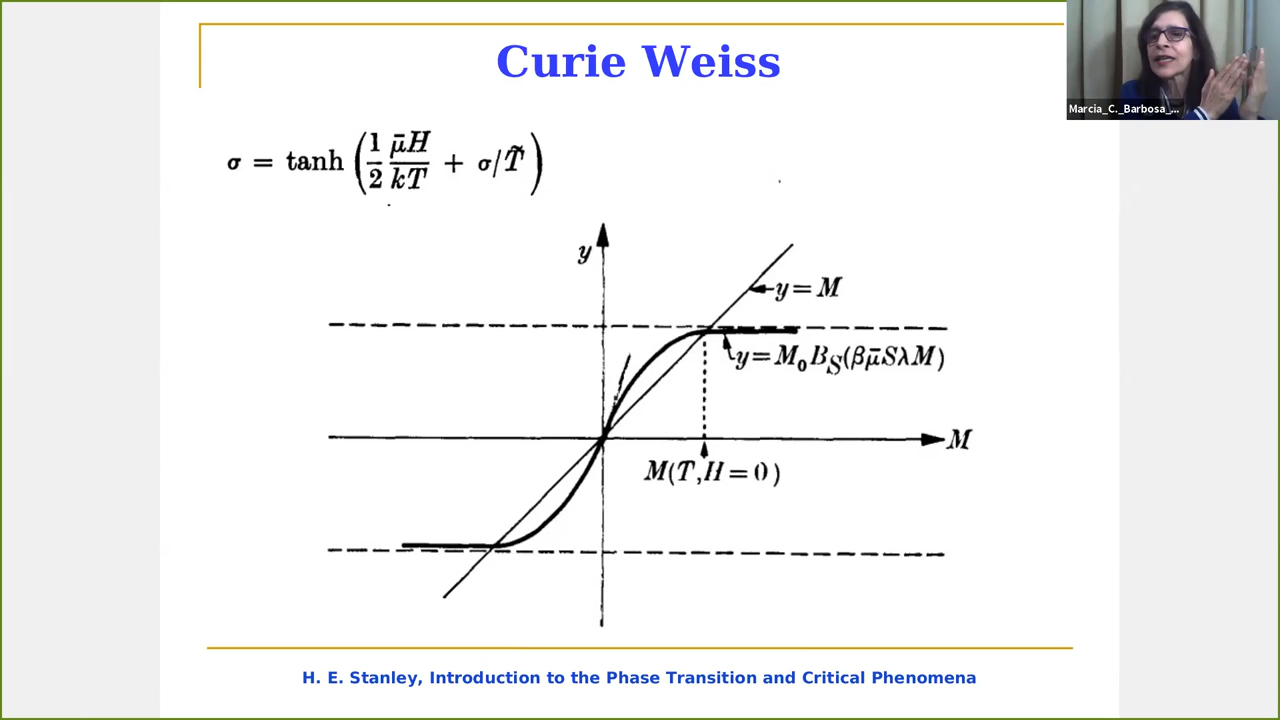 Curie Weiss
Marcia_C._Barbosa_...
σ = tanh (1/2 μ̄H/kT + σ/T̃)
y
y = M
y = M₀B_S(βμ̄SλM)
M
M(T, H = 0)
H. E. Stanley, Introduction to the Phase Transition and Critical Phenomena